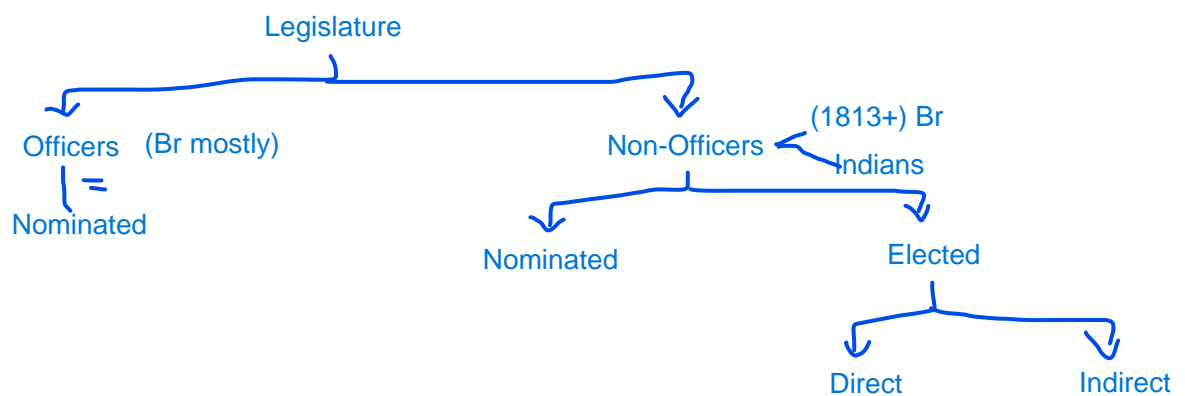 Legislature
Officers (Br mostly)
Non-Officers
(1813+) Br
Indians
Nominated
Nominated
Elected
Direct
Indirect